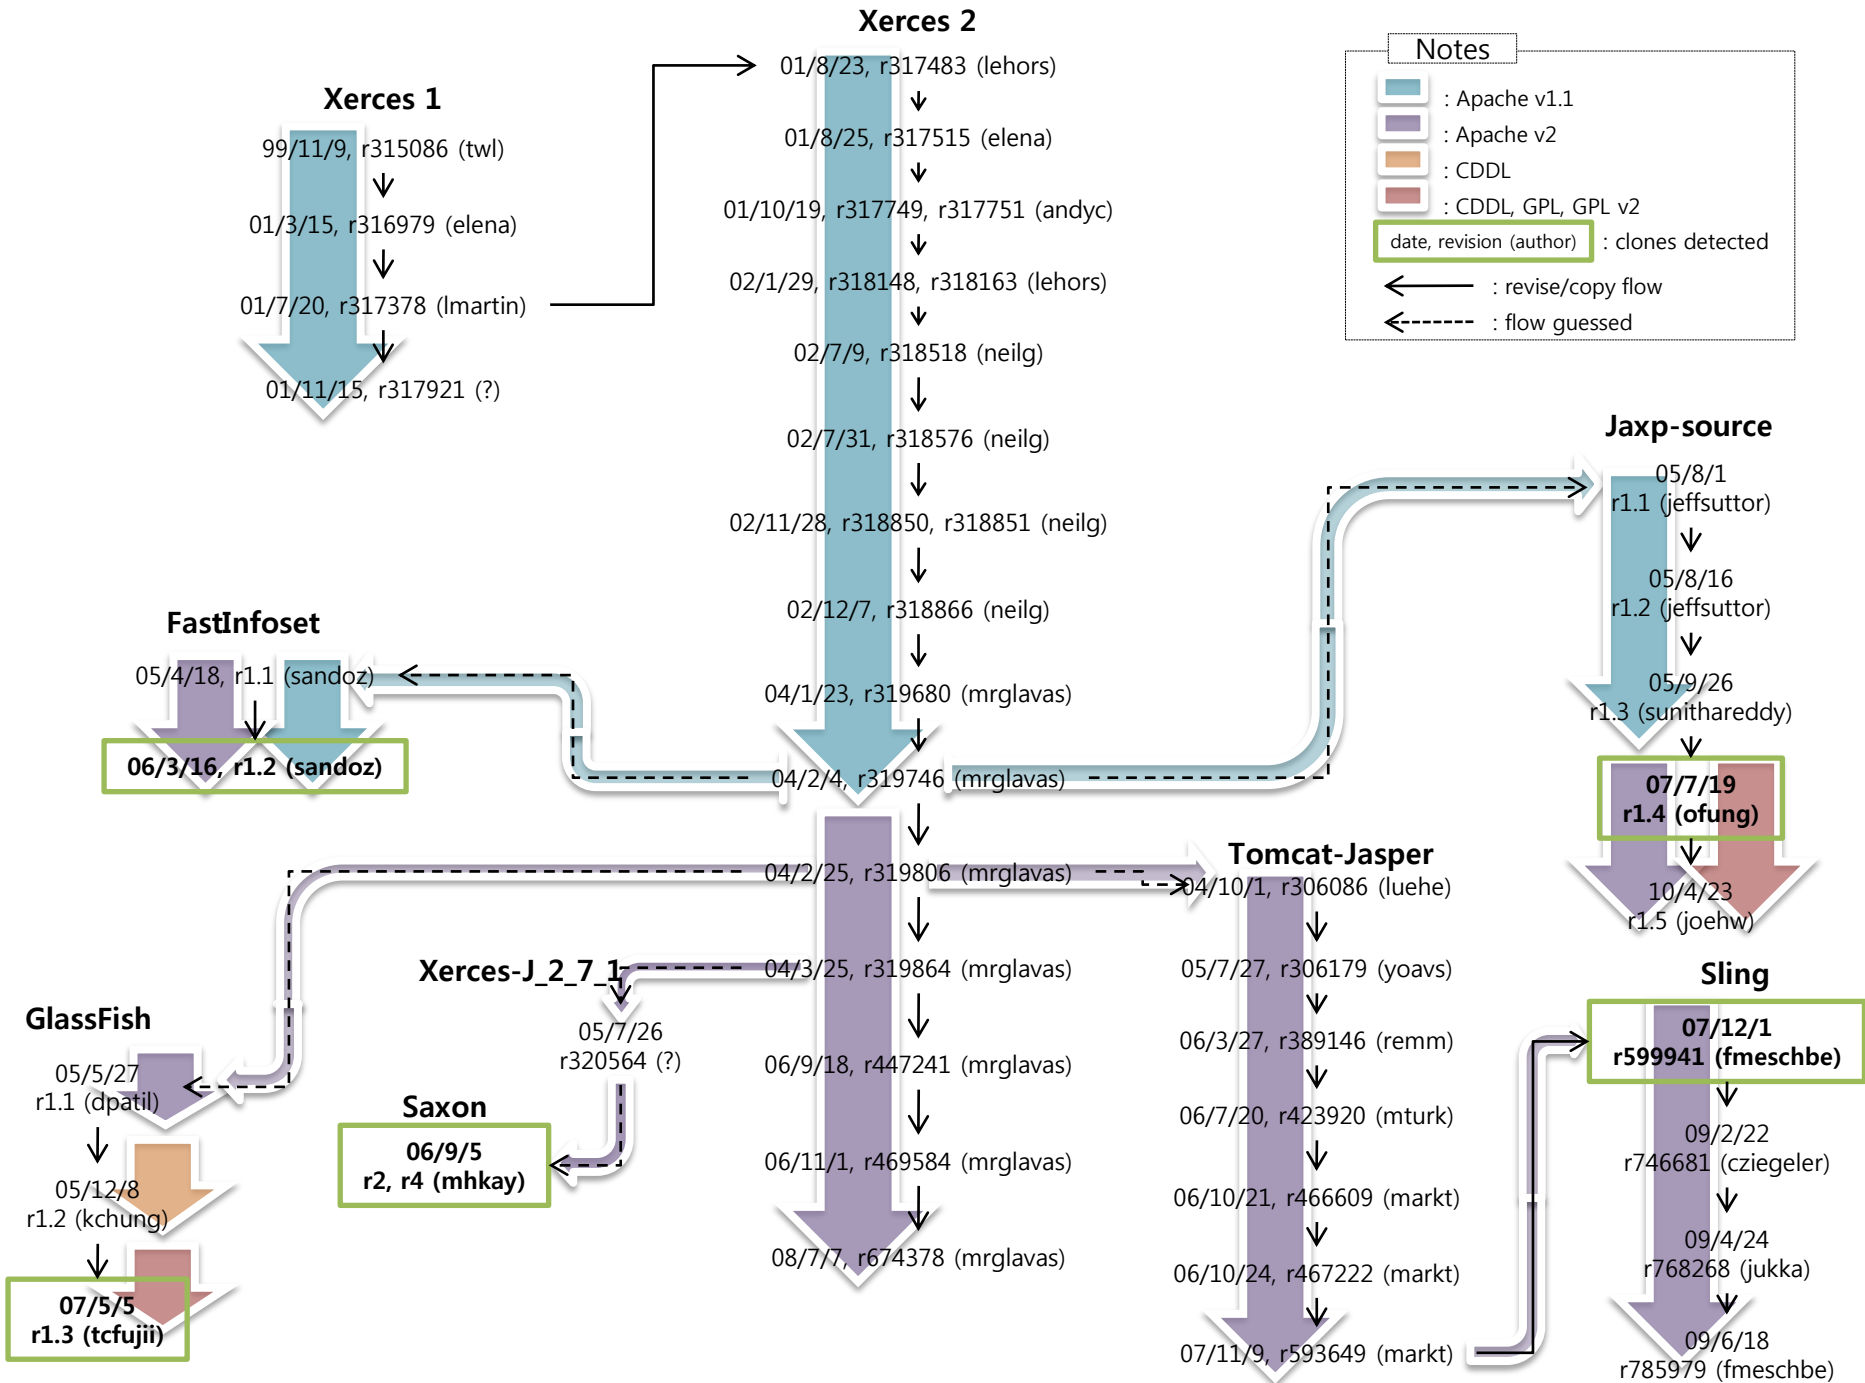 Xerces 2
01/8/23, r317483 (lehors)
01/8/25, r317515 (elena)
01/10/19, r317749, r317751 (andyc)
02/1/29, r318148, r318163 (lehors)
02/7/9, r318518 (neilg)
02/7/31, r318576 (neilg)
02/11/28, r318850, r318851 (neilg)
02/12/7, r318866 (neilg)
04/1/23, r319680 (mrglavas)
04/2/4, r319746 (mrglavas)
04/2/25, r319806 (mrglavas)
04/3/25, r319864 (mrglavas)
06/9/18, r447241 (mrglavas)
06/11/1, r469584 (mrglavas)
08/7/7, r674378 (mrglavas)
Xerces 1
99/11/9, r315086 (twl)
01/3/15, r316979 (elena)
01/7/20, r317378 (lmartin)
01/11/15, r317921 (?)
Notes
: Apache v1.1
: Apache v2
: CDDL
: CDDL, GPL, GPL v2
date, revision (author)
: clones detected
: revise/copy flow
: flow guessed
Jaxp-source
05/8/1
r1.1 (jeffsuttor)
05/8/16
r1.2 (jeffsuttor)
05/9/26
r1.3 (sunithareddy)
07/7/19
r1.4 (ofung)
10/4/23
r1.5 (joehw)
FastInfoset
05/4/18, r1.1 (sandoz)
06/3/16, r1.2 (sandoz)
Tomcat-Jasper
04/10/1, r306086 (luehe)
05/7/27, r306179 (yoavs)
06/3/27, r389146 (remm)
06/7/20, r423920 (mturk)
06/10/21, r466609 (markt)
06/10/24, r467222 (markt)
07/11/9, r593649 (markt)
Xerces-J_2_7_1
05/7/26
r320564 (?)
Saxon
06/9/5
r2, r4 (mhkay)
GlassFish
05/5/27
r1.1 (dpatil)
05/12/8
r1.2 (kchung)
07/5/5
r1.3 (tcfujii)
Sling
07/12/1
r599941 (fmeschbe)
09/2/22
r746681 (cziegeler)
09/4/24
r768268 (jukka)
09/6/18
r785979 (fmeschbe)